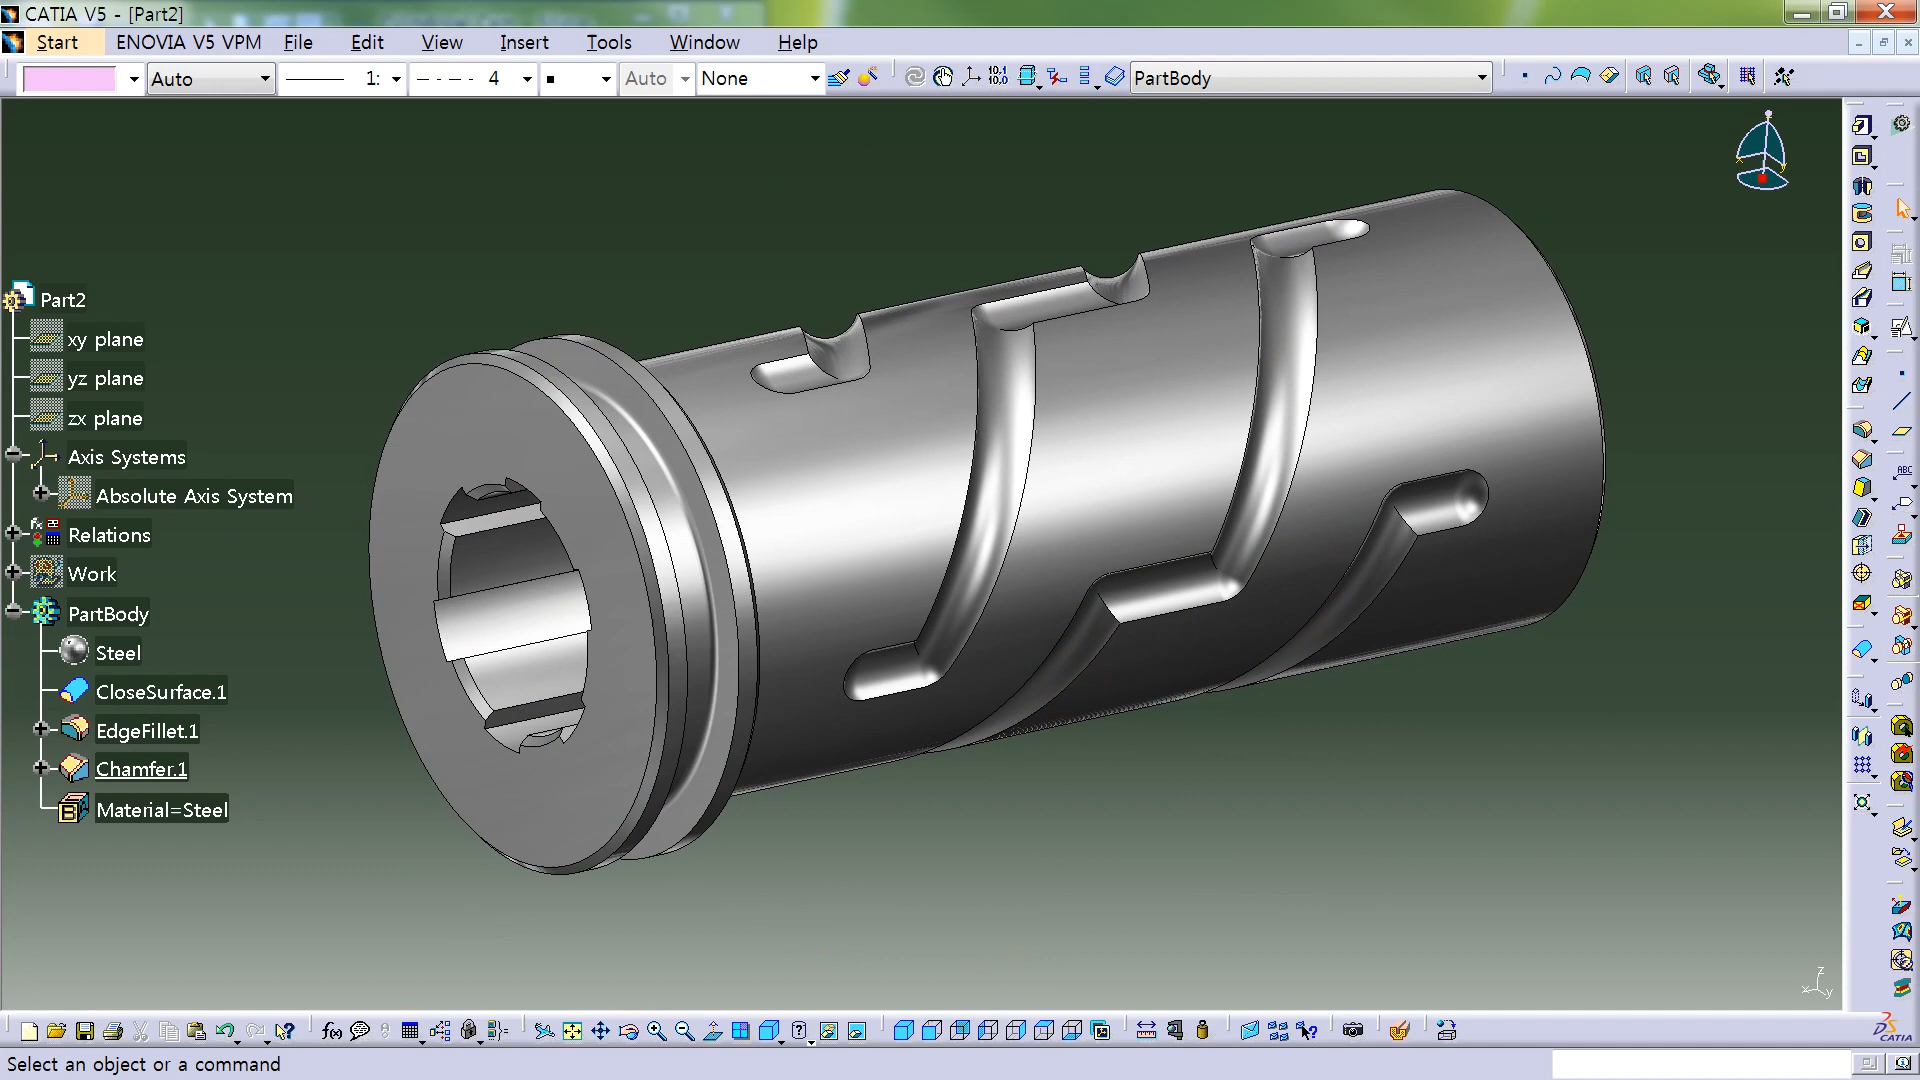 CATIA V5 - [Part2]
Start ENOVIA V5 VPM File Edit View Insert Tools Window Help
Auto 1: 4 Auto None PartBody
Part2
xy plane
yz plane
zx plane
Axis Systems
Absolute Axis System
Relations
Work
PartBody
Steel
CloseSurface.1
EdgeFillet.1
Chamfer.1
Material=Steel
ABC
z
x y
f(x)
CATIA
Select an object or a command